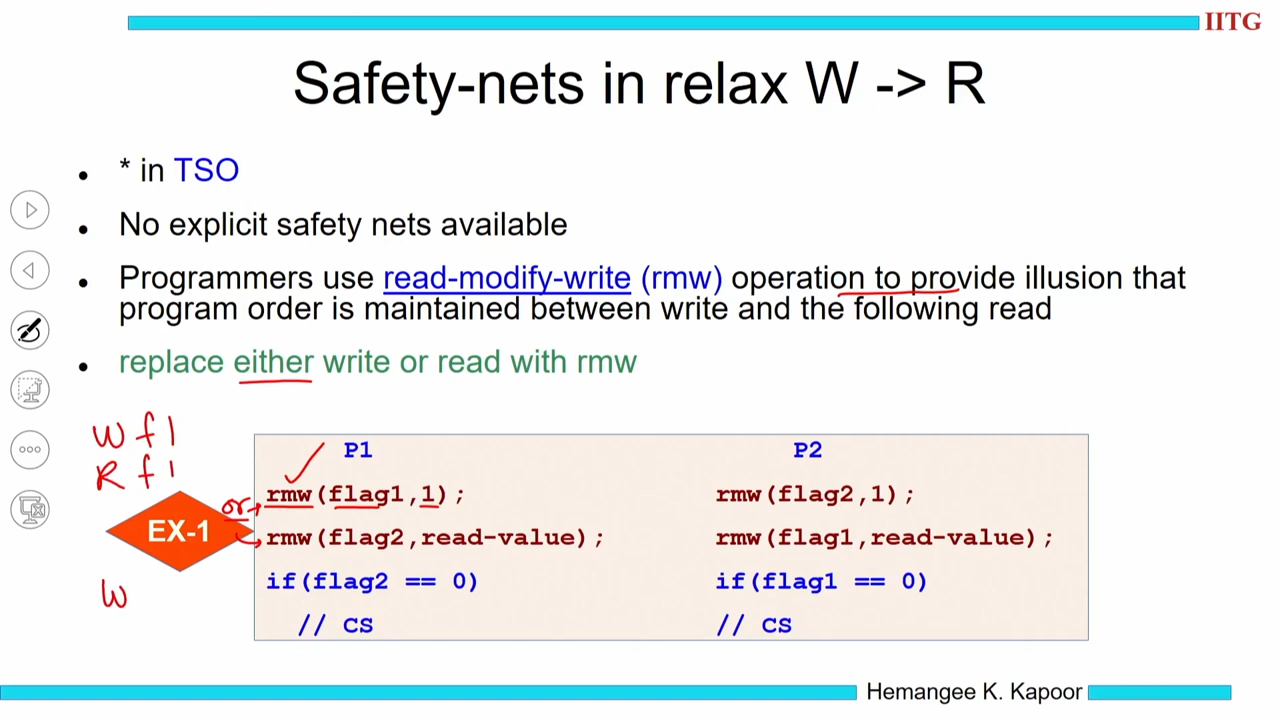 IITG
Safety-nets in relax W -> R
• * in TSO
• No explicit safety nets available
• Programmers use read-modify-write (rmw) operation to provide illusion that
program order is maintained between write and the following read
• replace either write or read with rmw
W f1
R f1
W
or
EX-1
P1
rmw(flag1,1);
rmw(flag2,read-value);
if(flag2 == 0)
// CS
P2
rmw(flag2,1);
rmw(flag1,read-value);
if(flag1 == 0)
// CS
Hemangee K. Kapoor